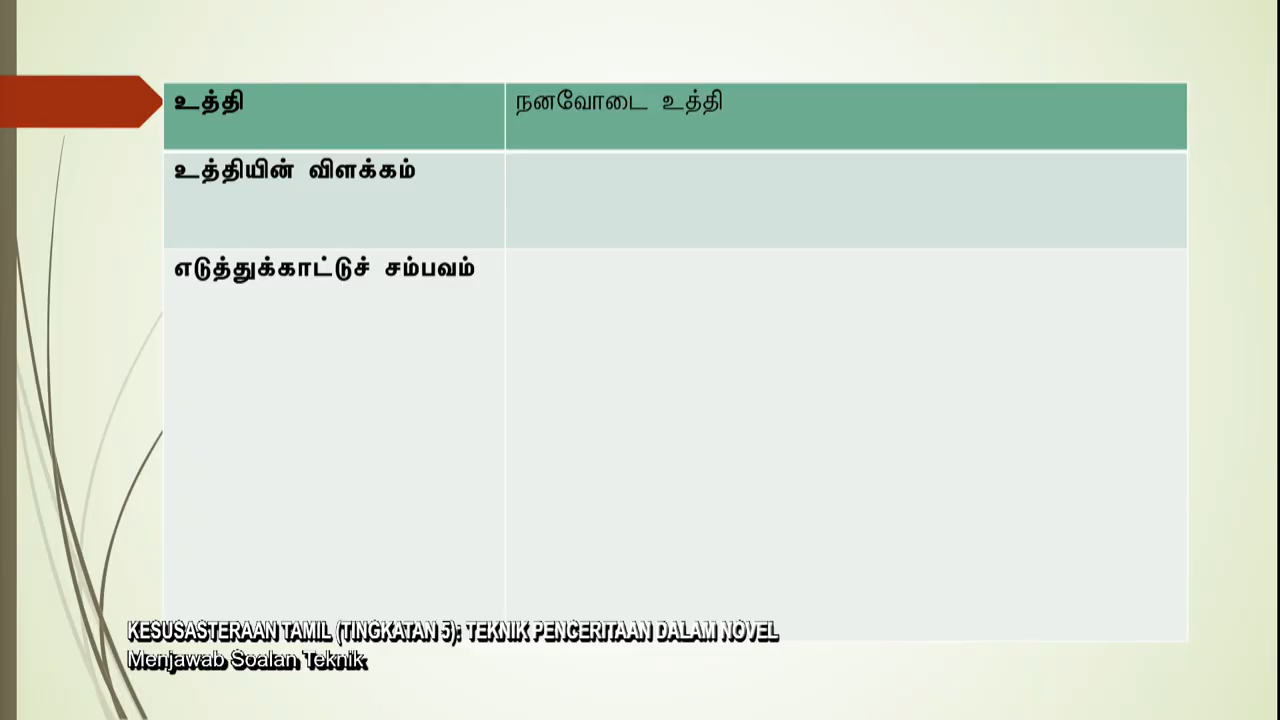 உத்தி நனவோடை உத்தி
உத்தியின் விளக்கம்
எடுத்துக்காட்டுச் சம்பவம்
KESUSASTERAAN TAMIL (TINGKATAN 5): TEKNIK PENCERITAAN DALAM NOVEL
Menjawab Soalan Teknik